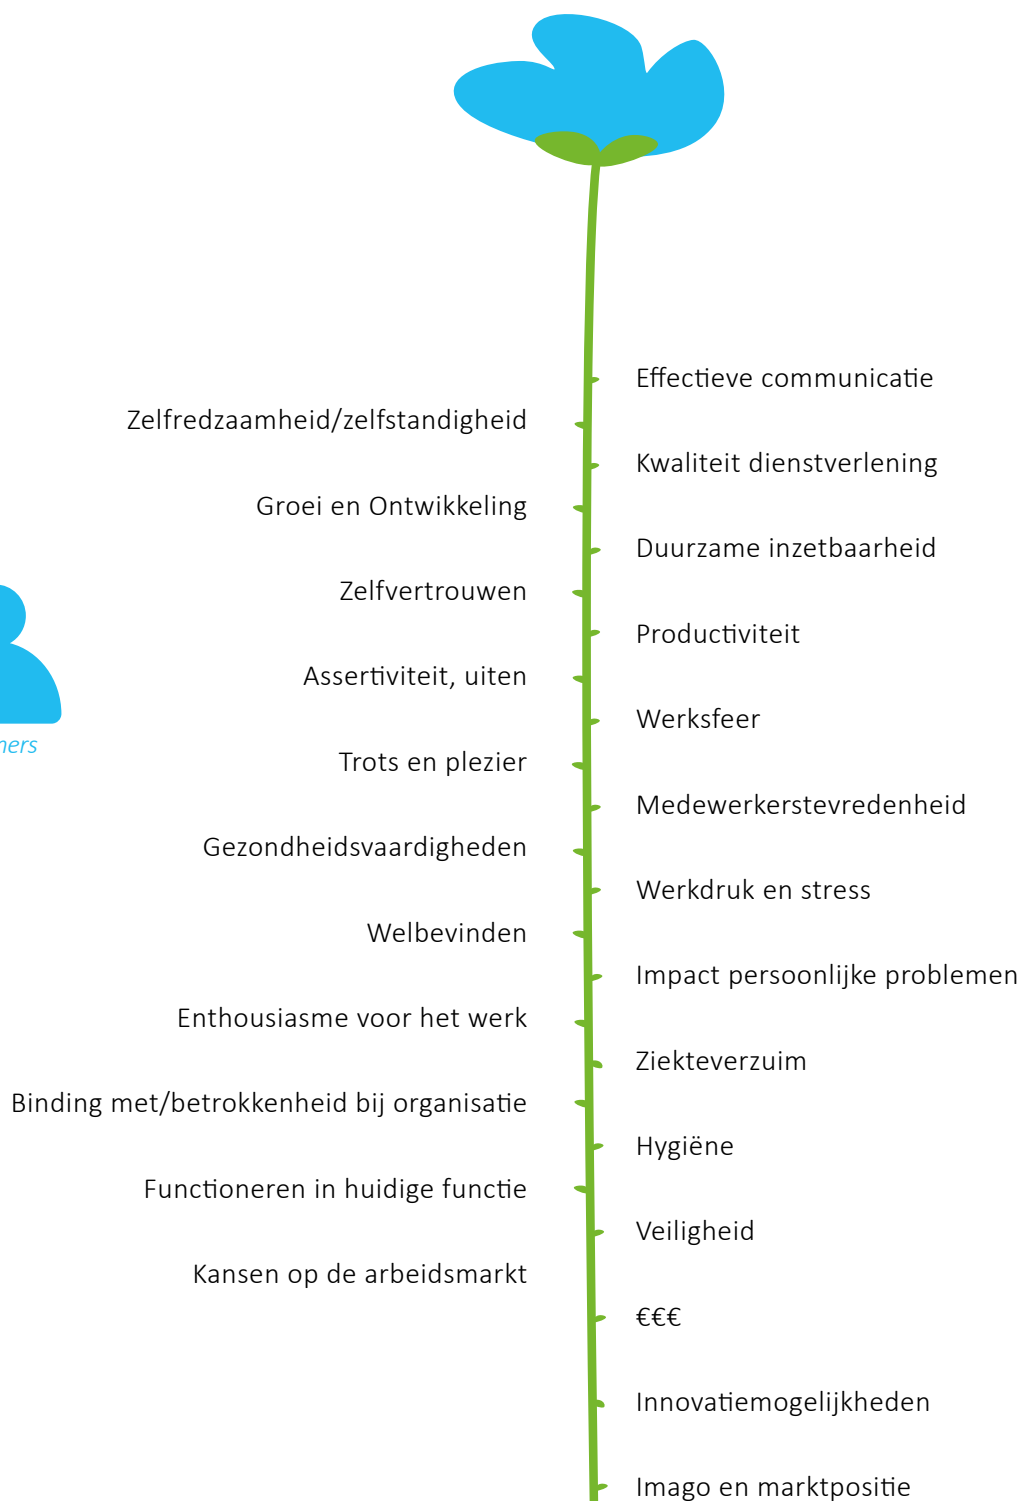 Effectieve communicatie
Zelfredzaamheid/zelfstandigheid
Kwaliteit dienstverlening
Groei en Ontwikkeling
Duurzame inzetbaarheid
Zelfvertrouwen
Productiviteit
Assertiviteit, uiten
Werksfeer
Trots en plezier
Medewerkerstevredenheid
Gezondheidsvaardigheden
Werkdruk en stress
Welbevinden
Impact persoonlijke problemen
Enthousiasme voor het werk
Ziekteverzuim
Binding met/betrokkenheid bij organisatie
Hygiëne
Functioneren in huidige functie
Veiligheid
Kansen op de arbeidsmarkt
€€€
Innovatiemogelijkheden
Imago en marktpositie